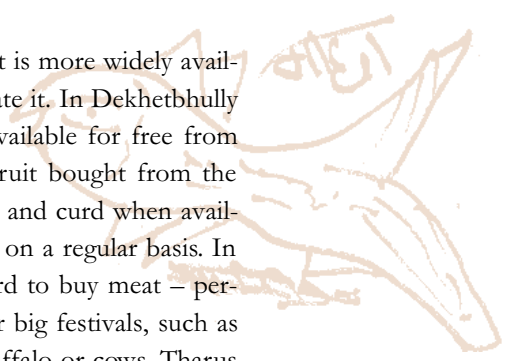 t is more widely avail-
ate it. In Dekhetbhully
vailable for free from
ruit bought from the
and curd when avail-
on a regular basis. In
rd to buy meat – per-
r big festivals, such as
ffalo or cows. Tharus